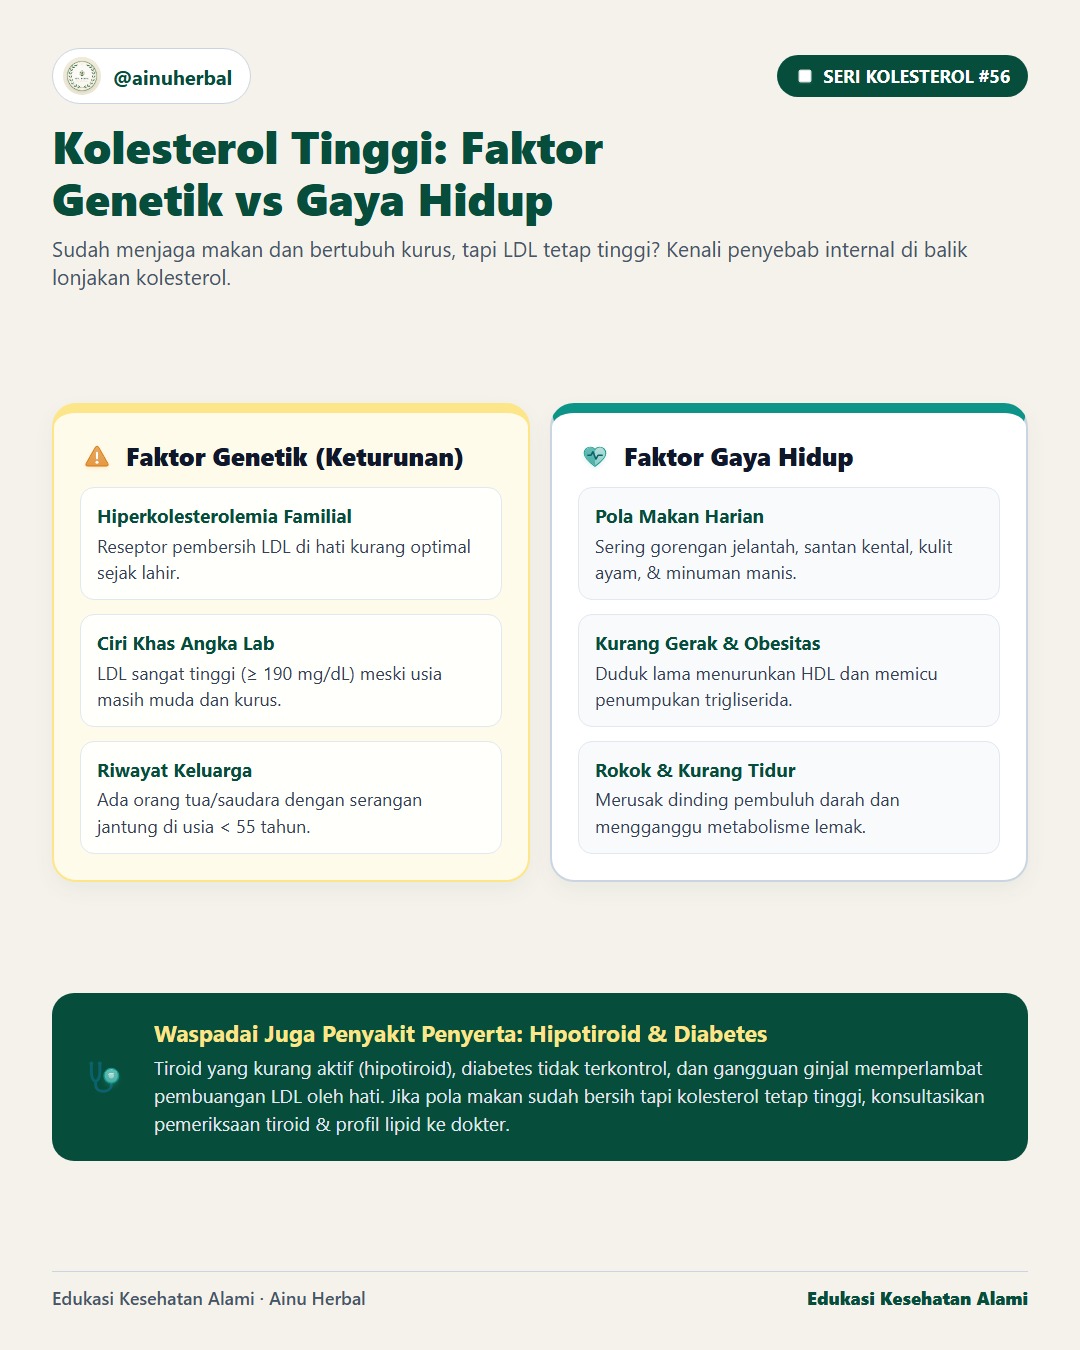 @ainuherbal
SERI KOLESTEROL #56
Kolesterol Tinggi: Faktor
Genetik vs Gaya Hidup
Sudah menjaga makan dan bertubuh kurus, tapi LDL tetap tinggi? Kenali penyebab internal di balik
lonjakan kolesterol.
Faktor Genetik (Keturunan)
Hiperkolesterolemia Familial
Reseptor pembersih LDL di hati kurang optimal
sejak lahir.
Ciri Khas Angka Lab
LDL sangat tinggi (≥ 190 mg/dL) meski usia
masih muda dan kurus.
Riwayat Keluarga
Ada orang tua/saudara dengan serangan
jantung di usia < 55 tahun.
Faktor Gaya Hidup
Pola Makan Harian
Sering gorengan jelantah, santan kental, kulit
ayam, & minuman manis.
Kurang Gerak & Obesitas
Duduk lama menurunkan HDL dan memicu
penumpukan trigliserida.
Rokok & Kurang Tidur
Merusak dinding pembuluh darah dan
mengganggu metabolisme lemak.
Waspadai Juga Penyakit Penyerta: Hipotiroid & Diabetes
Tiroid yang kurang aktif (hipotiroid), diabetes tidak terkontrol, dan gangguan ginjal memperlambat
pembuangan LDL oleh hati. Jika pola makan sudah bersih tapi kolesterol tetap tinggi, konsultasikan
pemeriksaan tiroid & profil lipid ke dokter.
Edukasi Kesehatan Alami · Ainu Herbal
Edukasi Kesehatan Alami